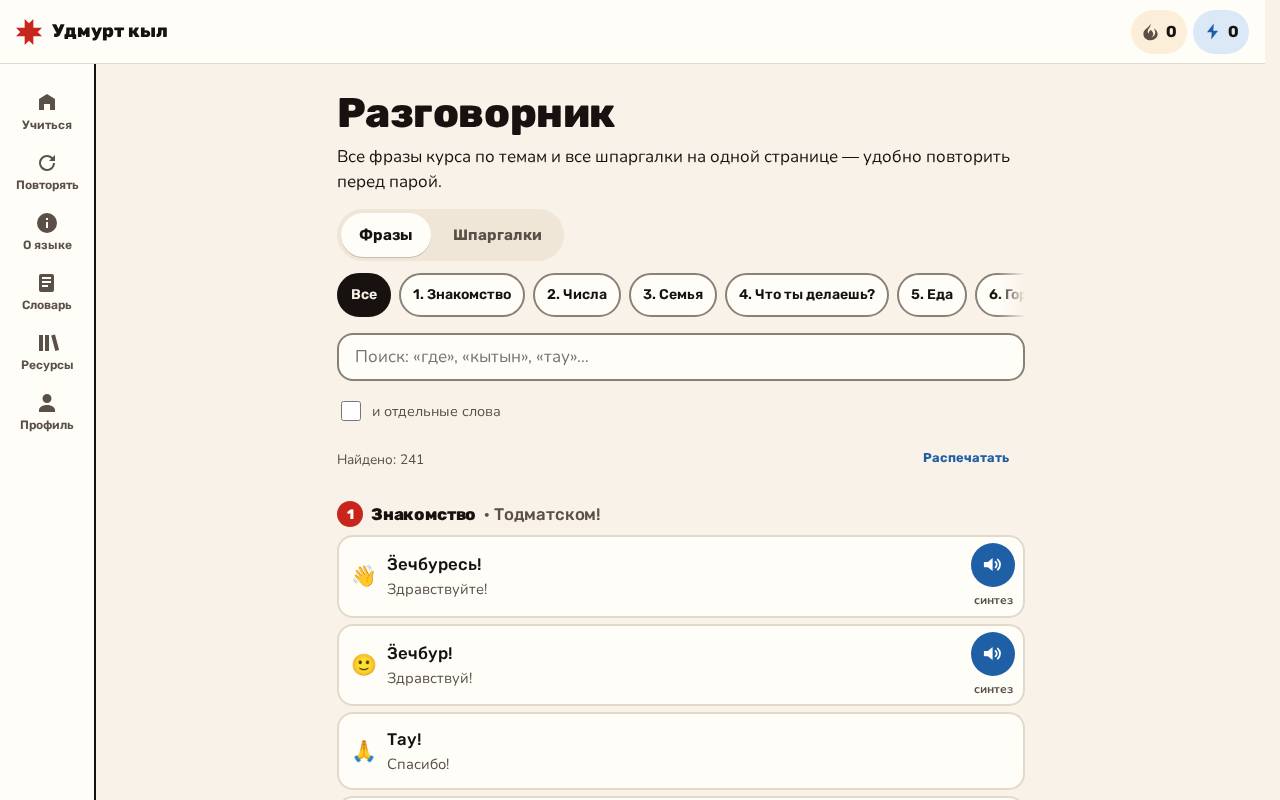 Удмурт кыл
0
0
Учиться
Повторять
О языке
Словарь
Ресурсы
Профиль
Разговорник
Все фразы курса по темам и все шпаргалки на одной странице — удобно повторить
перед парой.
Фразы
Шпаргалки
Все
1. Знакомство
2. Числа
3. Семья
4. Что ты делаешь?
5. Еда
6.
Поиск: «где», «кытын», «тау»...
и отдельные слова
Найдено: 241
Распечатать
1 Знакомство • Тодматском!
Ӟечбуресь!
Здравствуйте!
синтез
Ӟечбур!
Здравствуй!
синтез
Тау!
Спасибо!